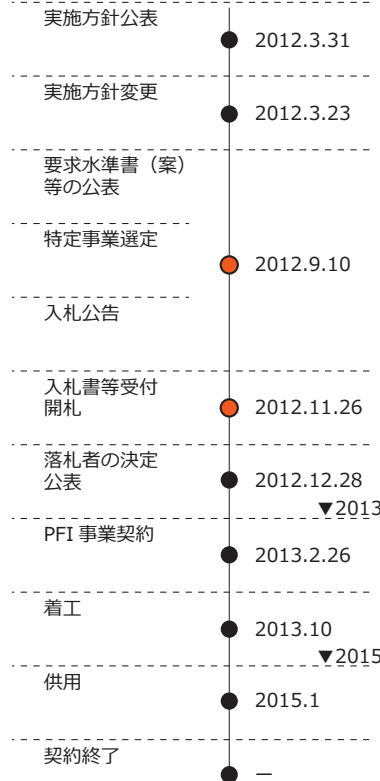 実施方針公表
2012.3.31
実施方針変更
2012.3.23
要求水準書（案）
等の公表
特定事業選定
2012.9.10
入札公告
入札書等受付
開札
2012.11.26
落札者の決定
公表
2012.12.28
▼2013
PFI 事業契約
2013.2.26
着工
2013.10
▼2015
供用
2015.1
契約終了
—